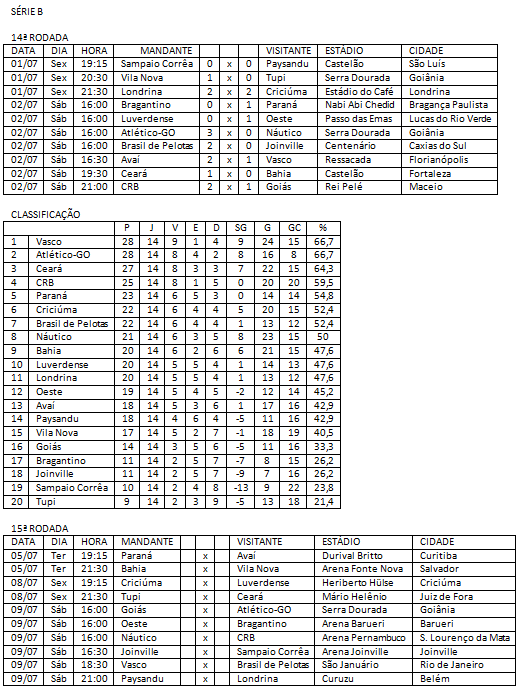 SÉRIE B
14ª RODADA
DATA DIA HORA MANDANTE VISITANTE ESTÁDIO CIDADE
01/07 Sex 19:15 Sampaio Corrêa 0 x 0 Paysandu Castelão São Luís
01/07 Sex 20:30 Vila Nova 1 x 0 Tupi Serra Dourada Goiânia
01/07 Sex 21:30 Londrina 2 x 2 Criciúma Estádio do Café Londrina
02/07 Sáb 16:00 Bragantino 0 x 1 Paraná Nabi Abi Chedid Bragança Paulista
02/07 Sáb 16:00 Luverdense 0 x 1 Oeste Passo das Emas Lucas do Rio Verde
02/07 Sáb 16:00 Atlético-GO 3 x 0 Náutico Serra Dourada Goiânia
02/07 Sáb 16:00 Brasil de Pelotas 2 x 0 Joinville Centenário Caxias do Sul
02/07 Sáb 16:30 Avaí 2 x 1 Vasco Ressacada Florianópolis
02/07 Sáb 19:30 Ceará 1 x 0 Bahia Castelão Fortaleza
02/07 Sáb 21:00 CRB 2 x 1 Goiás Rei Pelé Maceio
CLASSIFICAÇÃO
P J V E D SG G GC %
1 Vasco 28 14 9 1 4 9 24 15 66,7
2 Atlético-GO 28 14 8 4 2 8 16 8 66,7
3 Ceará 27 14 8 3 3 7 22 15 64,3
4 CRB 25 14 8 1 5 0 20 20 59,5
5 Paraná 23 14 6 5 3 0 14 14 54,8
6 Criciúma 22 14 6 4 4 5 20 15 52,4
7 Brasil de Pelotas 22 14 6 4 4 1 13 12 52,4
8 Náutico 21 14 6 3 5 8 23 15 50
9 Bahia 20 14 6 2 6 6 21 15 47,6
10 Luverdense 20 14 5 5 4 1 14 13 47,6
11 Londrina 20 14 5 5 4 1 13 12 47,6
12 Oeste 19 14 5 4 5 -2 12 14 45,2
13 Avaí 18 14 5 3 6 1 17 16 42,9
14 Paysandu 18 14 4 6 4 -5 11 16 42,9
15 Vila Nova 17 14 5 2 7 -1 18 19 40,5
16 Goiás 14 14 3 5 6 -5 11 16 33,3
17 Bragantino 11 14 2 5 7 -7 8 15 26,2
18 Joinville 11 14 2 5 7 -9 7 16 26,2
19 Sampaio Corrêa 10 14 2 4 8 -13 9 22 23,8
20 Tupi 9 14 2 3 9 -5 13 18 21,4
15ª RODADA
DATA DIA HORA MANDANTE x VISITANTE ESTÁDIO CIDADE
05/07 Ter 19:15 Paraná x Avaí Durival Britto Curitiba
05/07 Ter 21:30 Bahia x Vila Nova Arena Fonte Nova Salvador
08/07 Sex 19:15 Criciúma x Luverdense Heriberto Hülse Criciúma
08/07 Sex 21:30 Tupi x Ceará Mário Helênio Juiz de Fora
09/07 Sáb 16:00 Goiás x Atlético-GO Serra Dourada Goiânia
09/07 Sáb 16:00 Oeste x Bragantino Arena Barueri Barueri
09/07 Sáb 16:00 Náutico x CRB Arena Pernambuco S. Lourenço da Mata
09/07 Sáb 16:30 Joinville x Sampaio Corrêa Arena Joinville Joinville
09/07 Sáb 18:30 Vasco x Brasil de Pelotas São Januário Rio de Janeiro
09/07 Sáb 21:00 Paysandu x Londrina Curuzu Belém